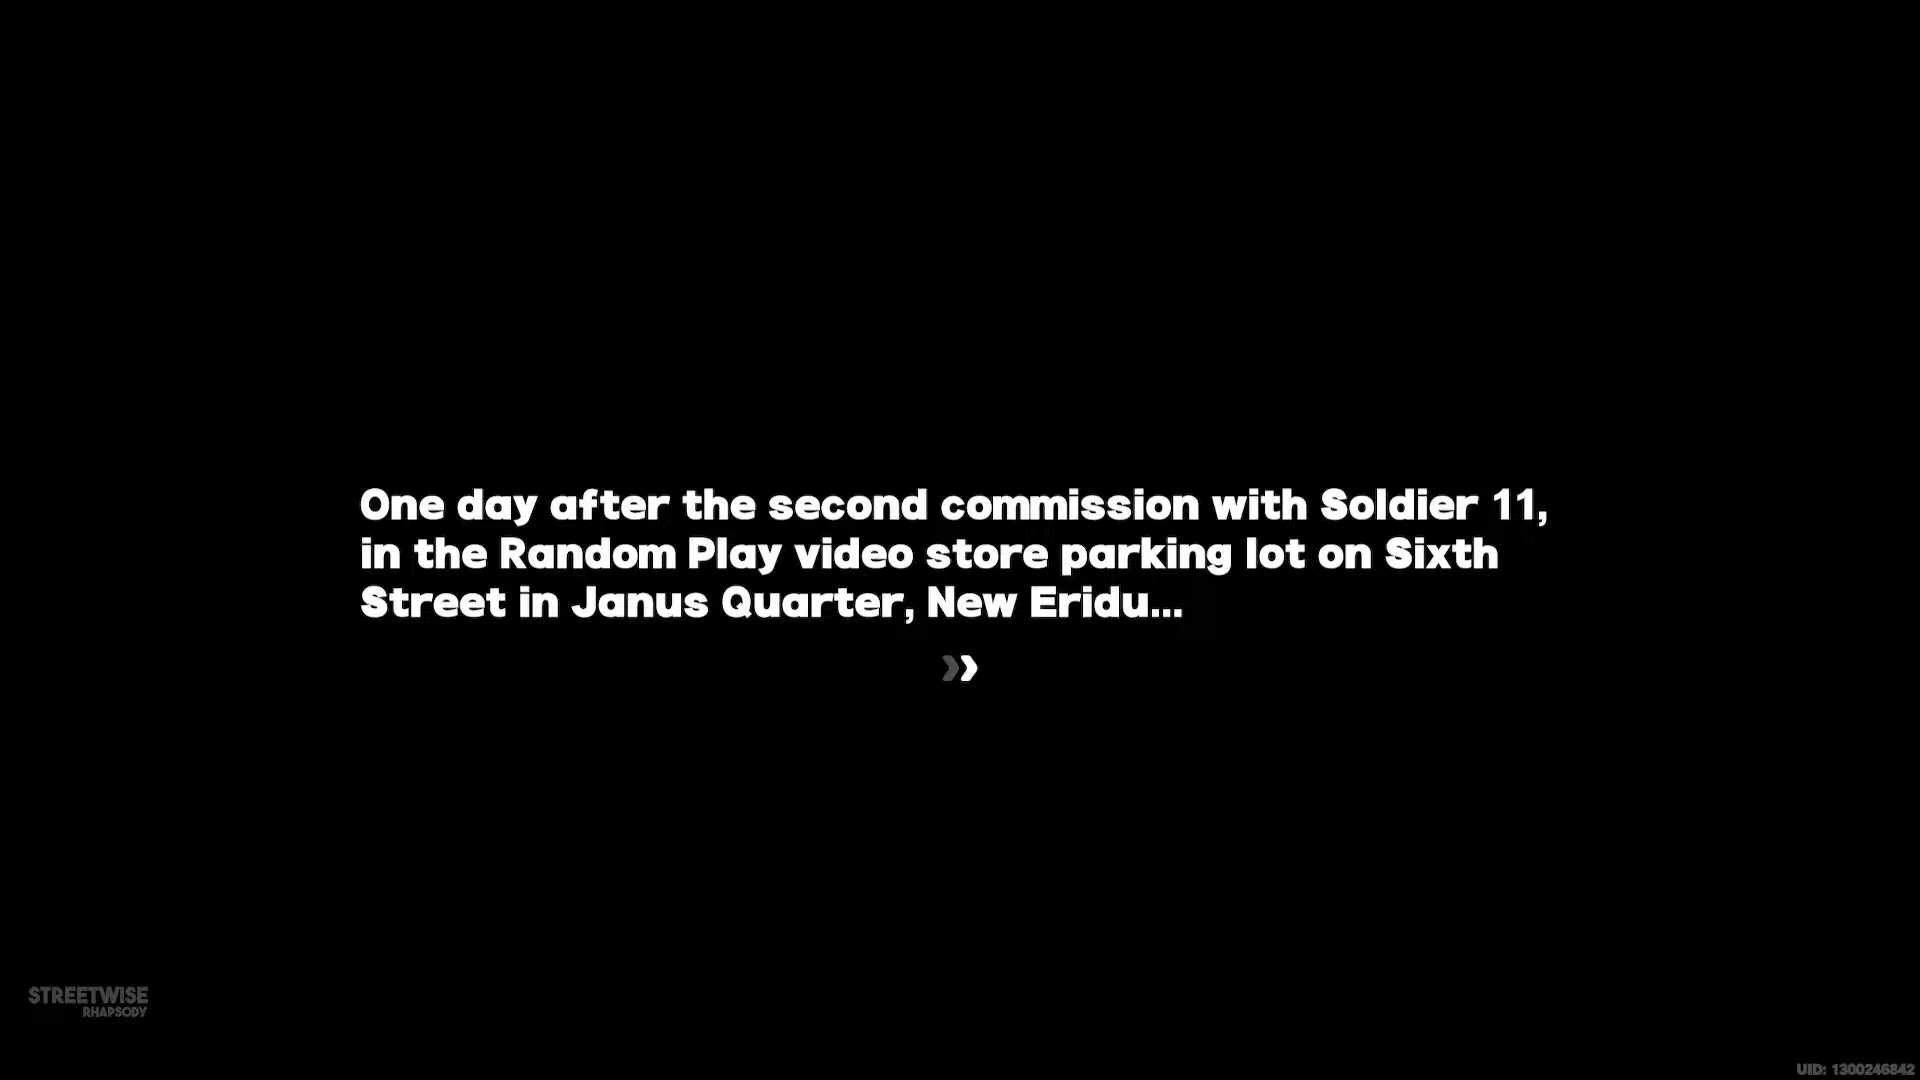 One day after the second commission with Soldier 11,
in the Random Play video store parking lot on Sixth
Street in Janus Quarter, New Eridu...
STREETWISE
RHAPSODY
UID: 1300246842